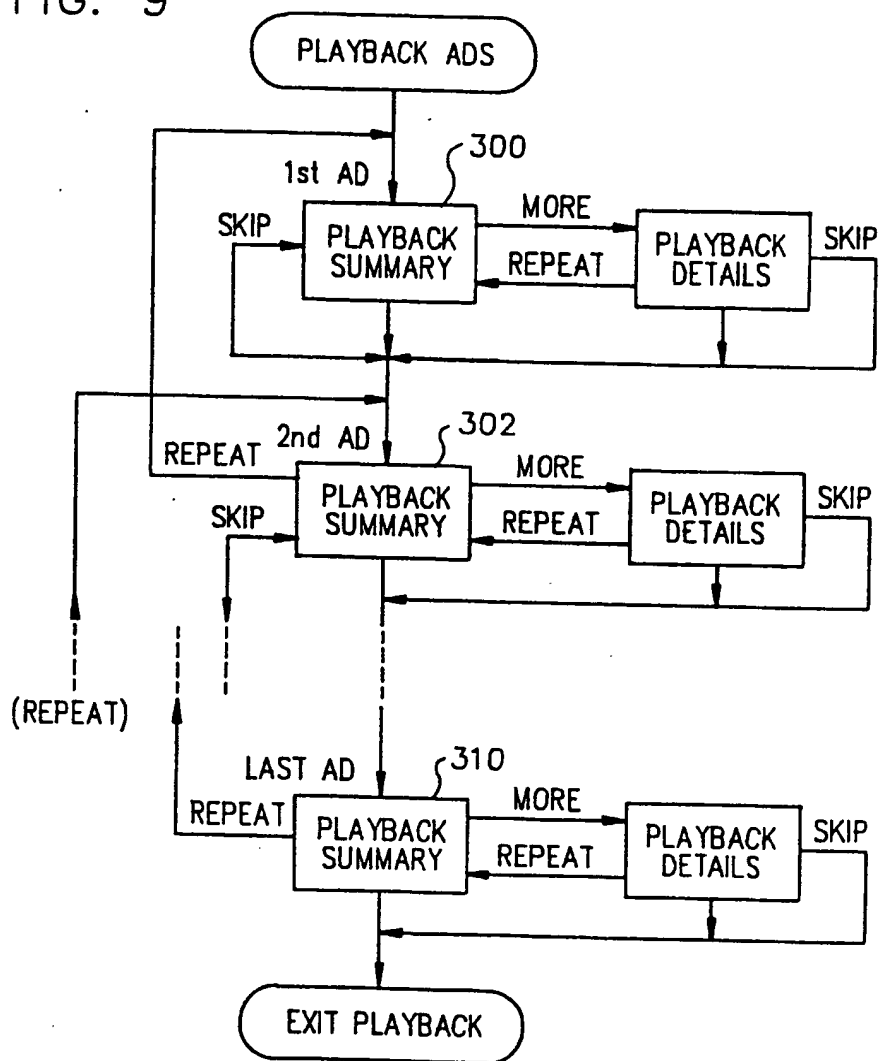 FIG. 9
PLAYBACK ADS
1st AD
300
SKIP
PLAYBACK
SUMMARY
MORE
REPEAT
PLAYBACK
DETAILS
SKIP
2nd AD
302
REPEAT
SKIP
PLAYBACK
SUMMARY
MORE
REPEAT
PLAYBACK
DETAILS
SKIP
(REPEAT)
LAST AD
310
REPEAT
PLAYBACK
SUMMARY
MORE
REPEAT
PLAYBACK
DETAILS
SKIP
EXIT PLAYBACK